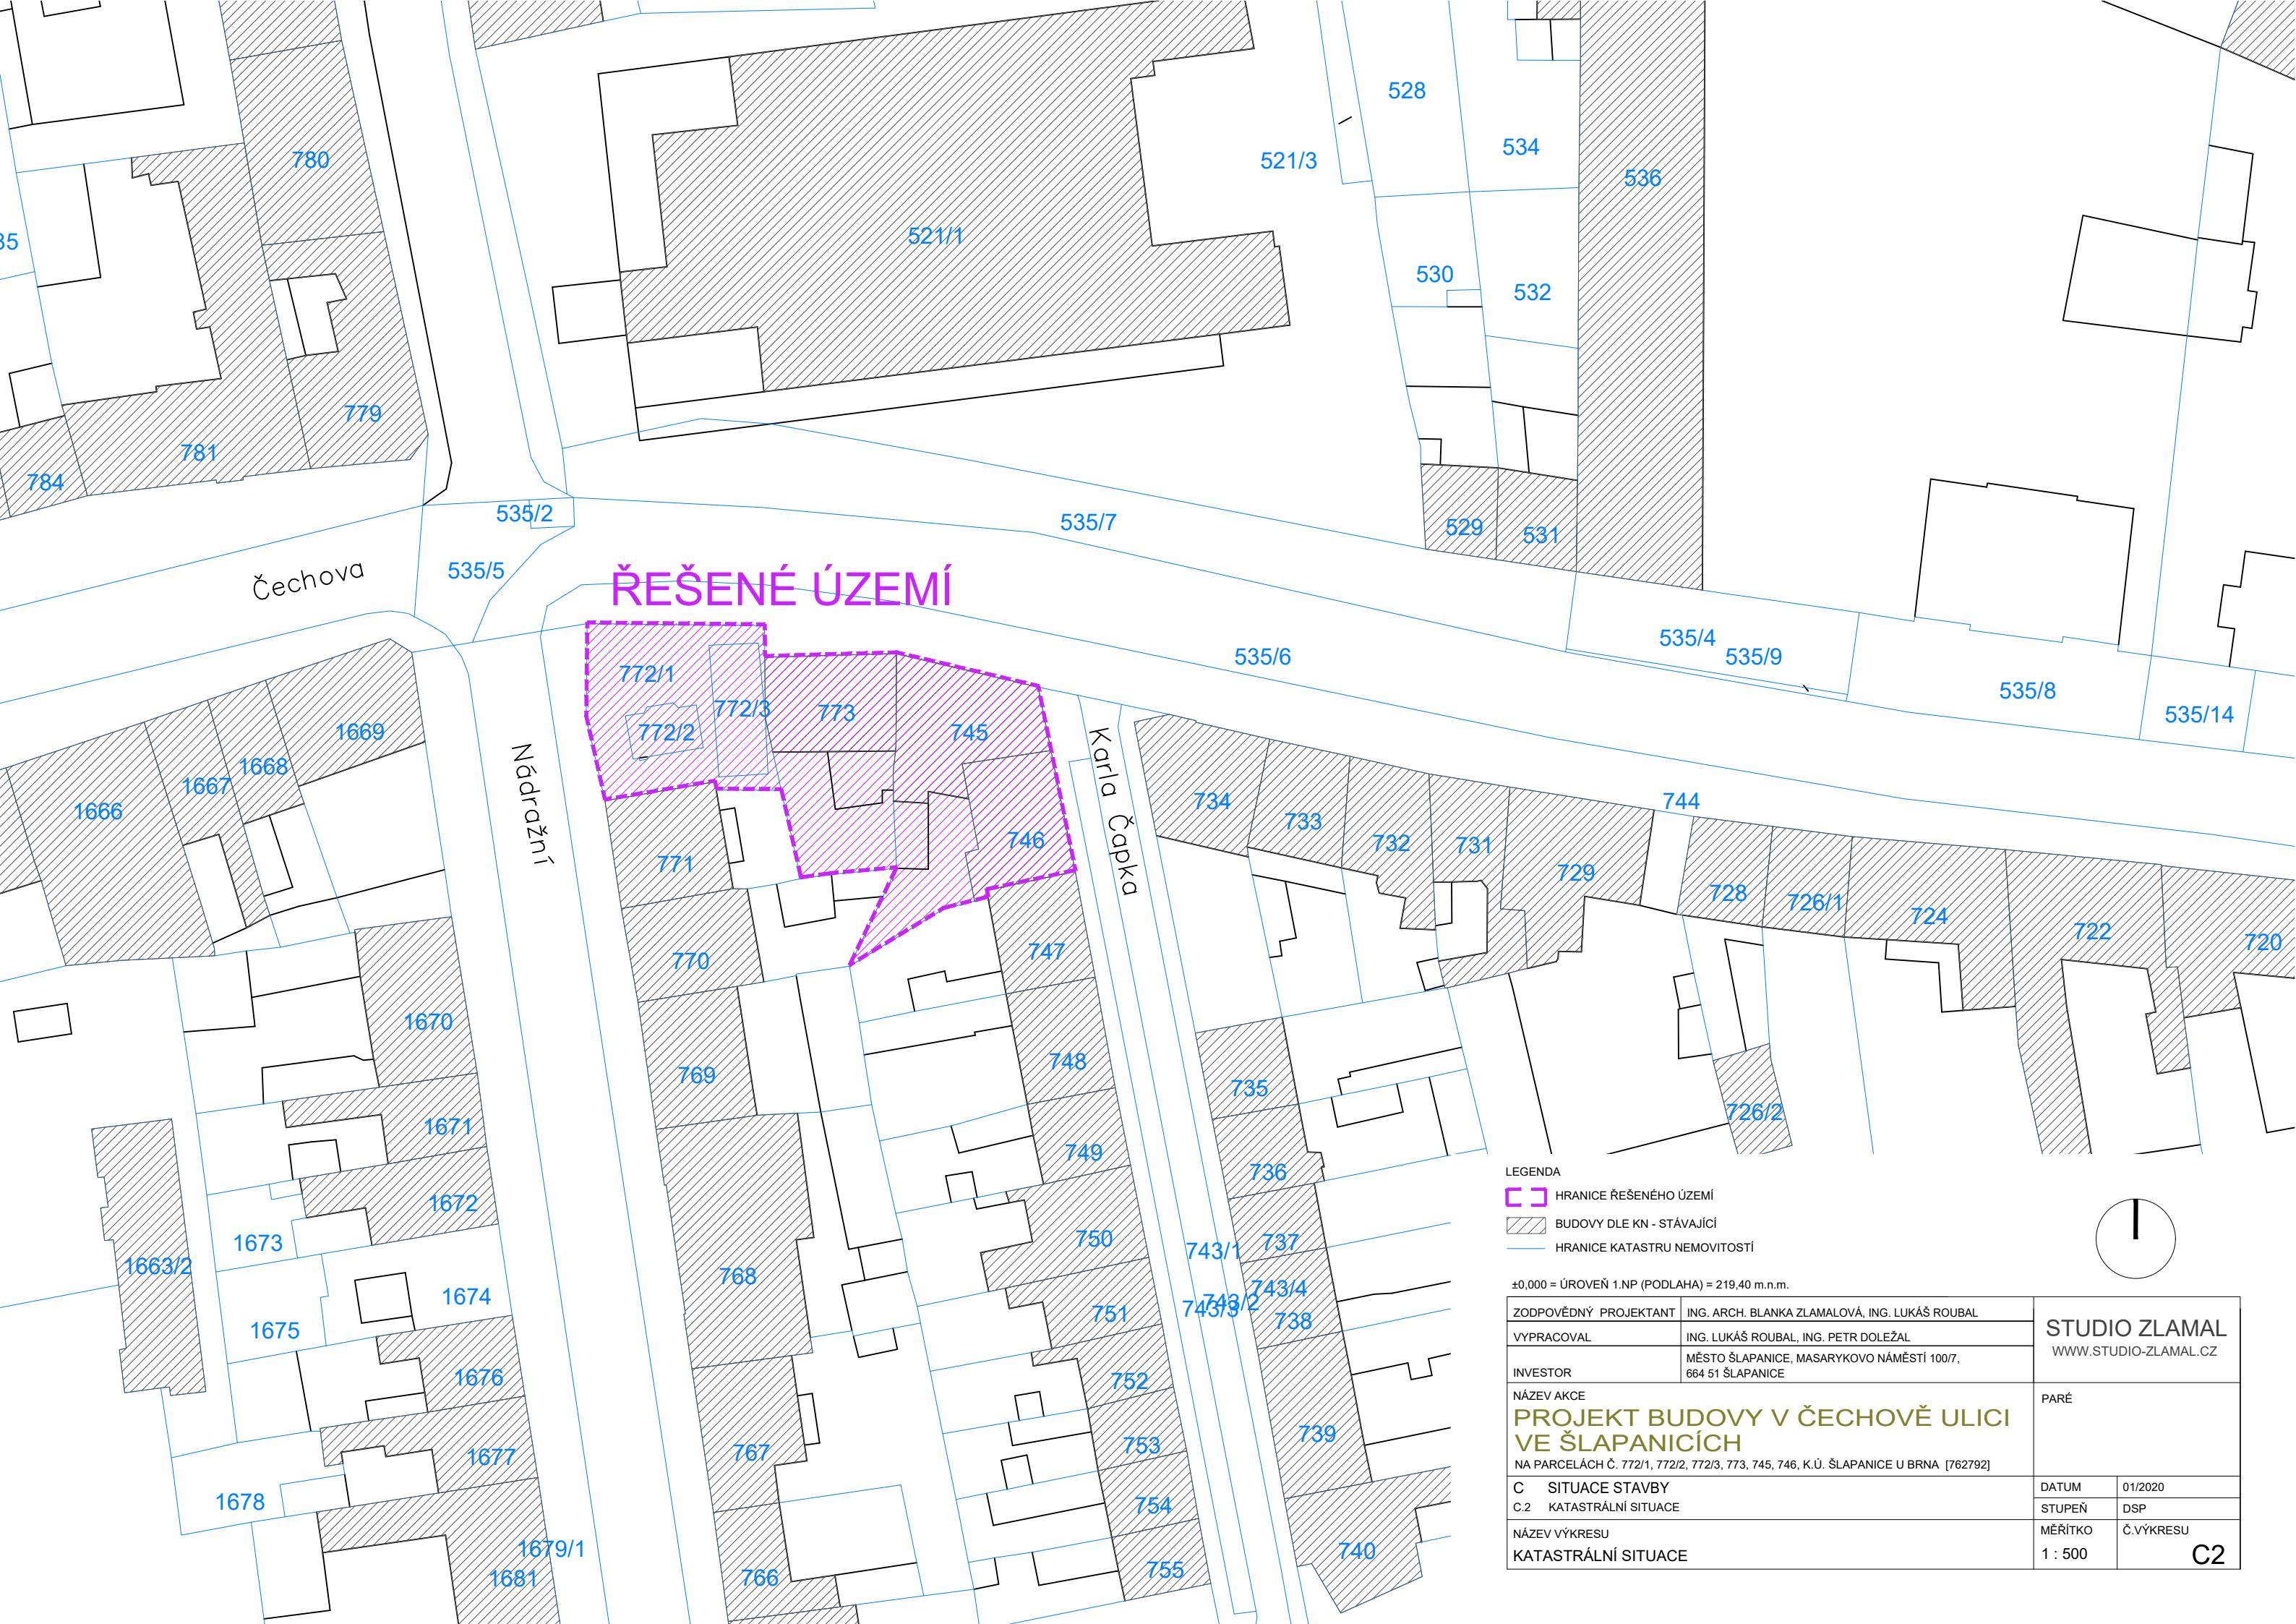 528
534
780
521/3
536
35
521/1
530
532
779
781
784
535/2
535/7
529
531
Čechova
535/5
ŘEŠENÉ ÚZEMÍ
535/4
535/9
535/6
535/8
772/1
772/3
773
772/2
745
535/14
1669
1668
1667
1666
Nádražní
Karla Čapka
734
744
733
732
731
746
771
729
728
726/1
724
722
720
770
747
1670
769
748
735
726/2
1671
749
736
1672
750
1673
743/1
737
1663/2
768
743/4
1674
743/3
743/2
751
738
1675
1676
752
739
767
753
1677
1678
754
1679/1
740
755
766
1681
LEGENDA
HRANICE ŘEŠENÉHO ÚZEMÍ
BUDOVY DLE KN - STÁVAJÍCÍ
HRANICE KATASTRU NEMOVITOSTÍ
±0,000 = ÚROVEŇ 1.NP (PODLAHA) = 219,40 m.n.m.
ZODPOVĚDNÝ PROJEKTANT ING. ARCH. BLANKA ZLAMALOVÁ, ING. LUKÁŠ ROUBAL
VYPRACOVAL ING. LUKÁŠ ROUBAL, ING. PETR DOLEŽAL
INVESTOR MĚSTO ŠLAPANICE, MASARYKOVO NÁMĚSTÍ 100/7,
664 51 ŠLAPANICE
STUDIO ZLAMAL
WWW.STUDIO-ZLAMAL.CZ
NÁZEV AKCE
PROJEKT BUDOVY V ČECHOVĚ ULICI
VE ŠLAPANICÍCH
NA PARCELÁCH Č. 772/1, 772/2, 772/3, 773, 745, 746, K.Ú. ŠLAPANICE U BRNA [762792]
PARÉ
C SITUACE STAVBY
C.2 KATASTRÁLNÍ SITUACE
DATUM 01/2020
STUPEŇ DSP
NÁZEV VÝKRESU
KATASTRÁLNÍ SITUACE
MĚŘÍTKO
1 : 500
Č.VÝKRESU
C2